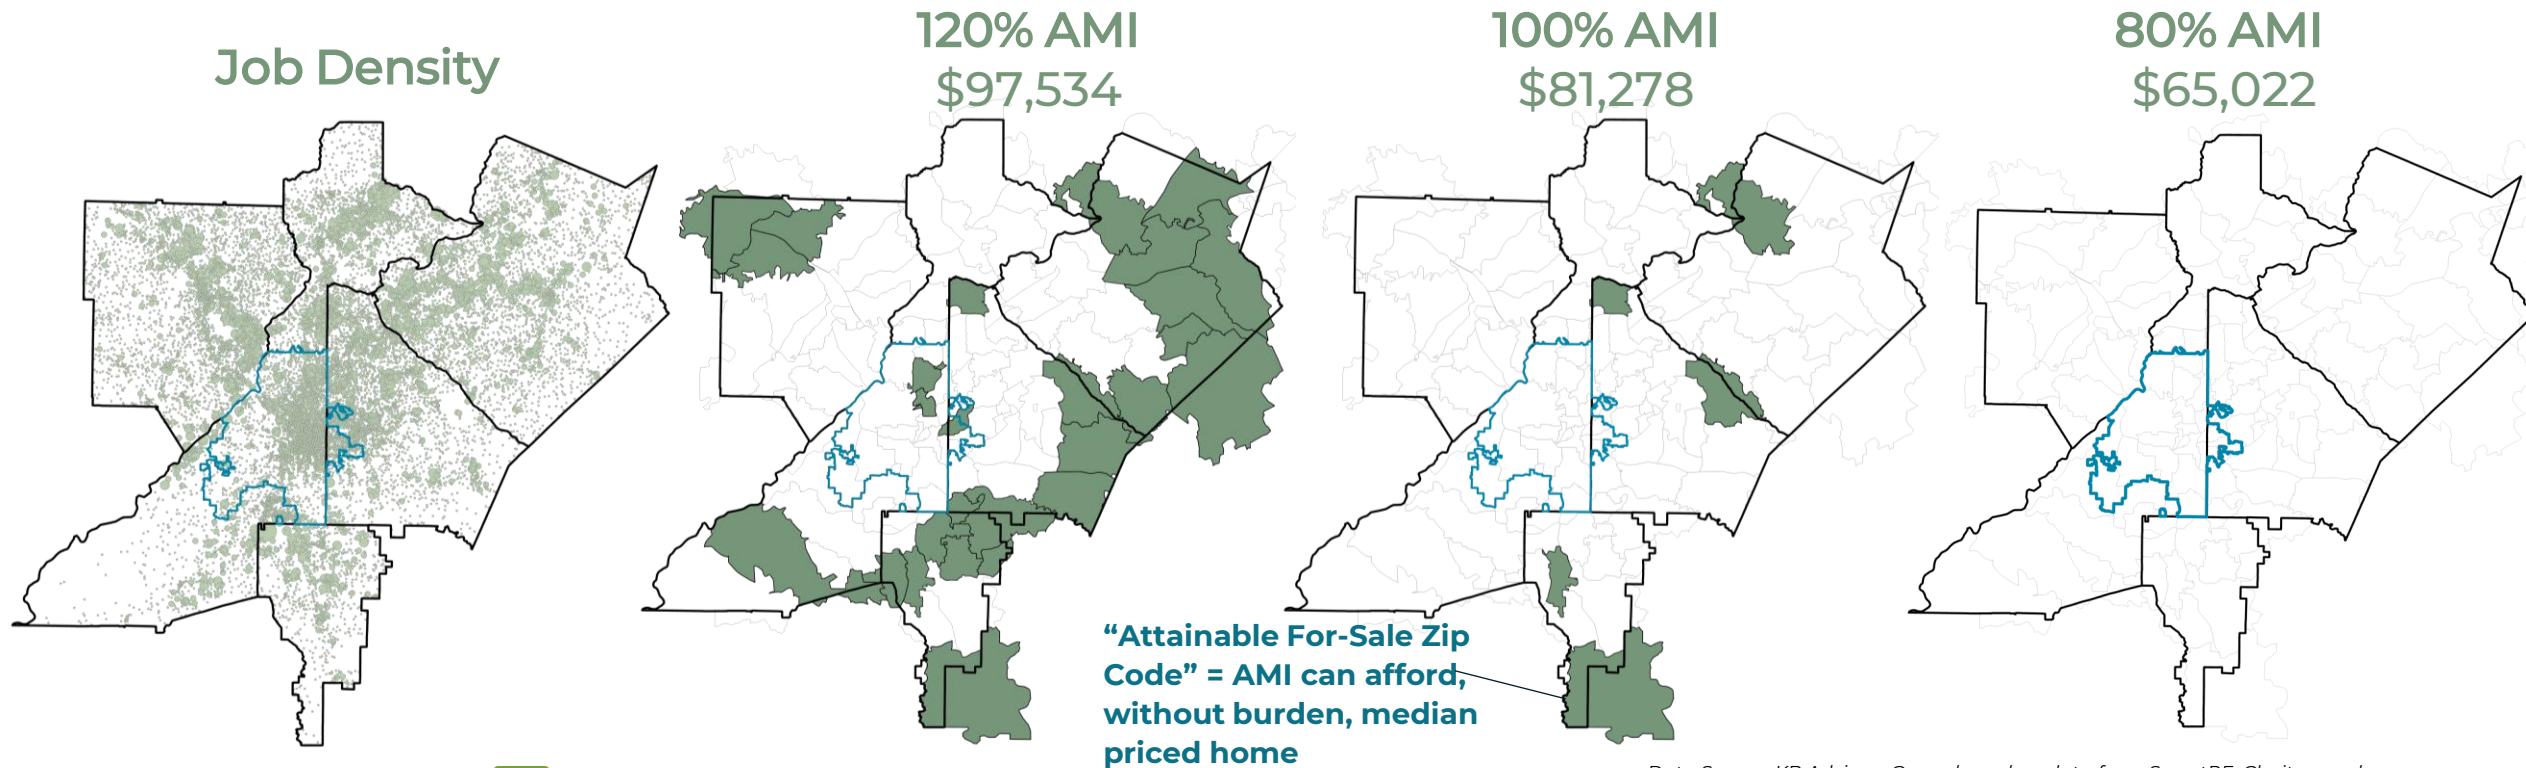 Job Density
120% AMI
$97,534
100% AMI
$81,278
80% AMI
$65,022
“Attainable For-Sale Zip
Code” = AMI can afford,
without burden, median
priced home